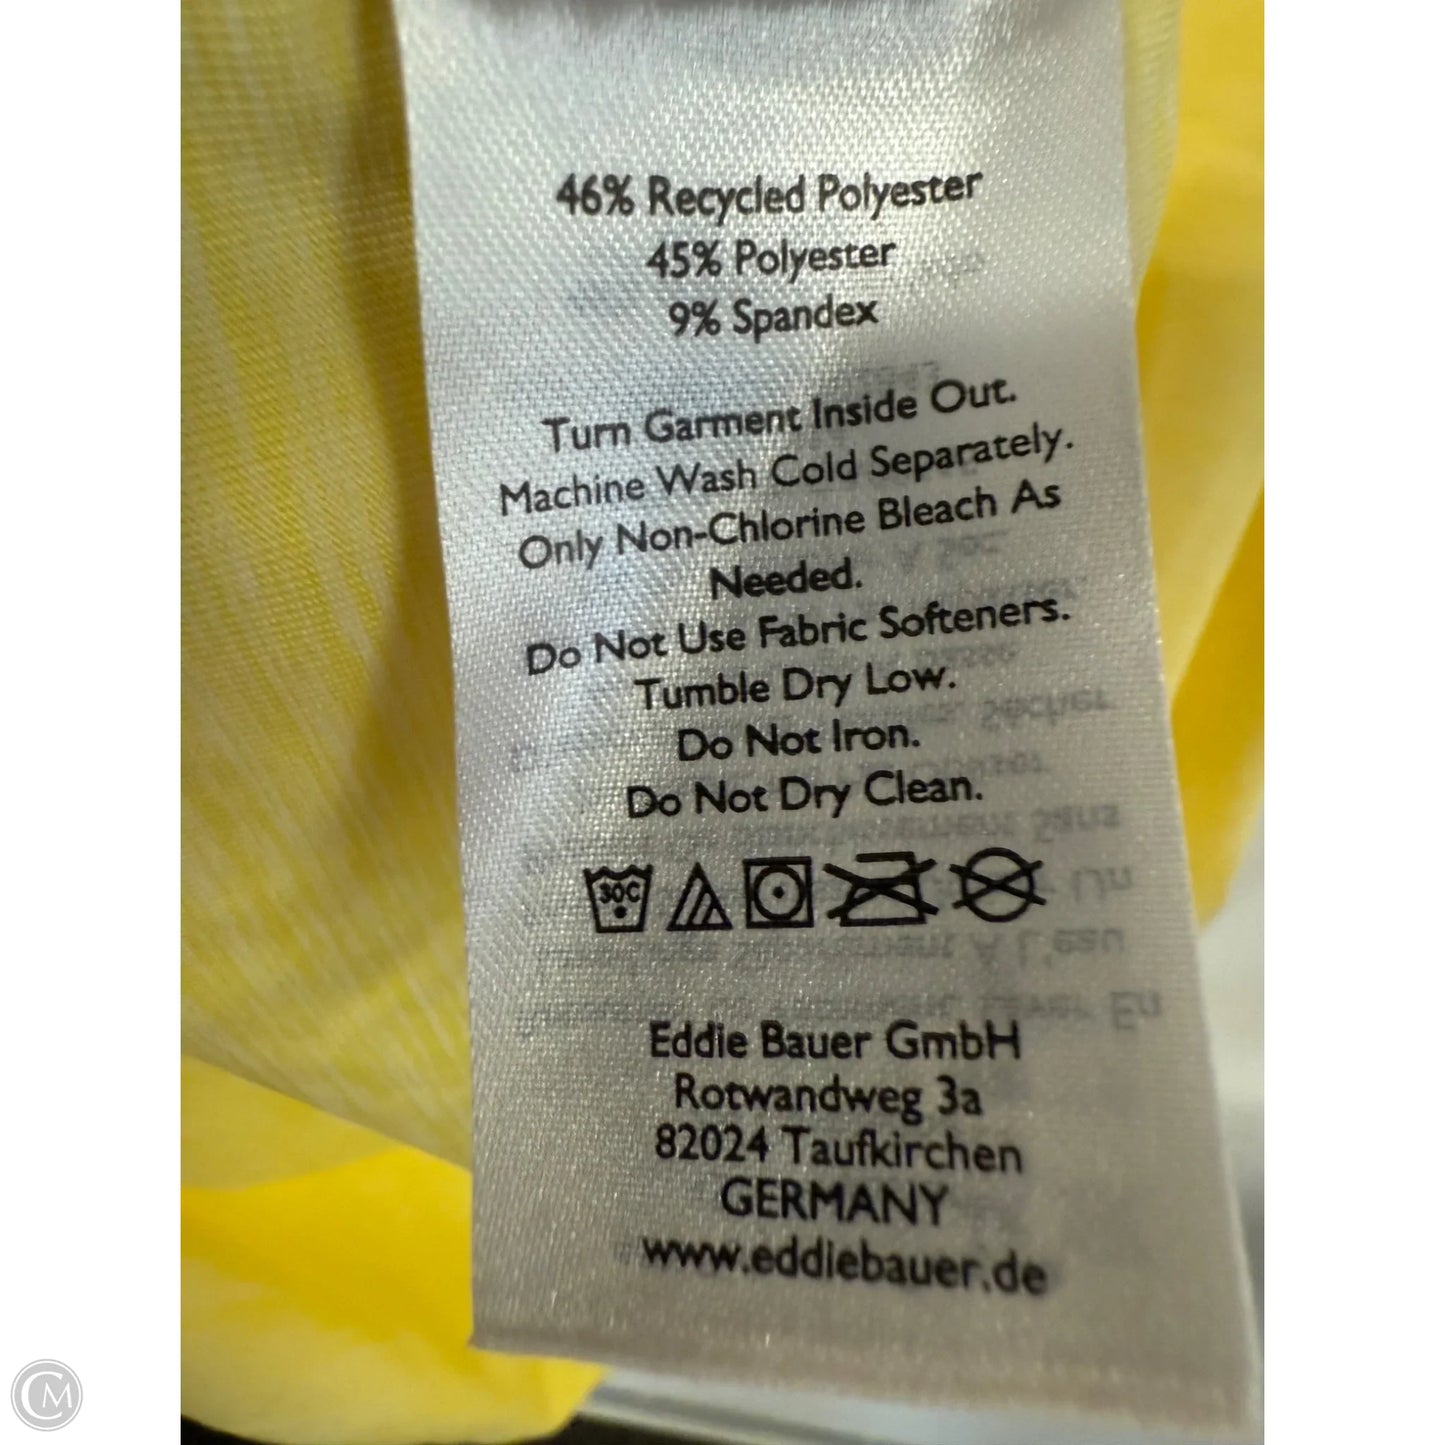 46% Recycled Polyester
45% Polyester
9% Spandex
Turn Garment Inside Out.
Machine Wash Cold Separately.
Only Non-Chlorine Bleach As
Needed.
Do Not Use Fabric Softeners.
Tumble Dry Low.
Do Not Iron.
Do Not Dry Clean.
30C
Eddie Bauer GmbH
Rotwandweg 3a
82024 Taufkirchen
GERMANY
www.eddiebauer.de
CM